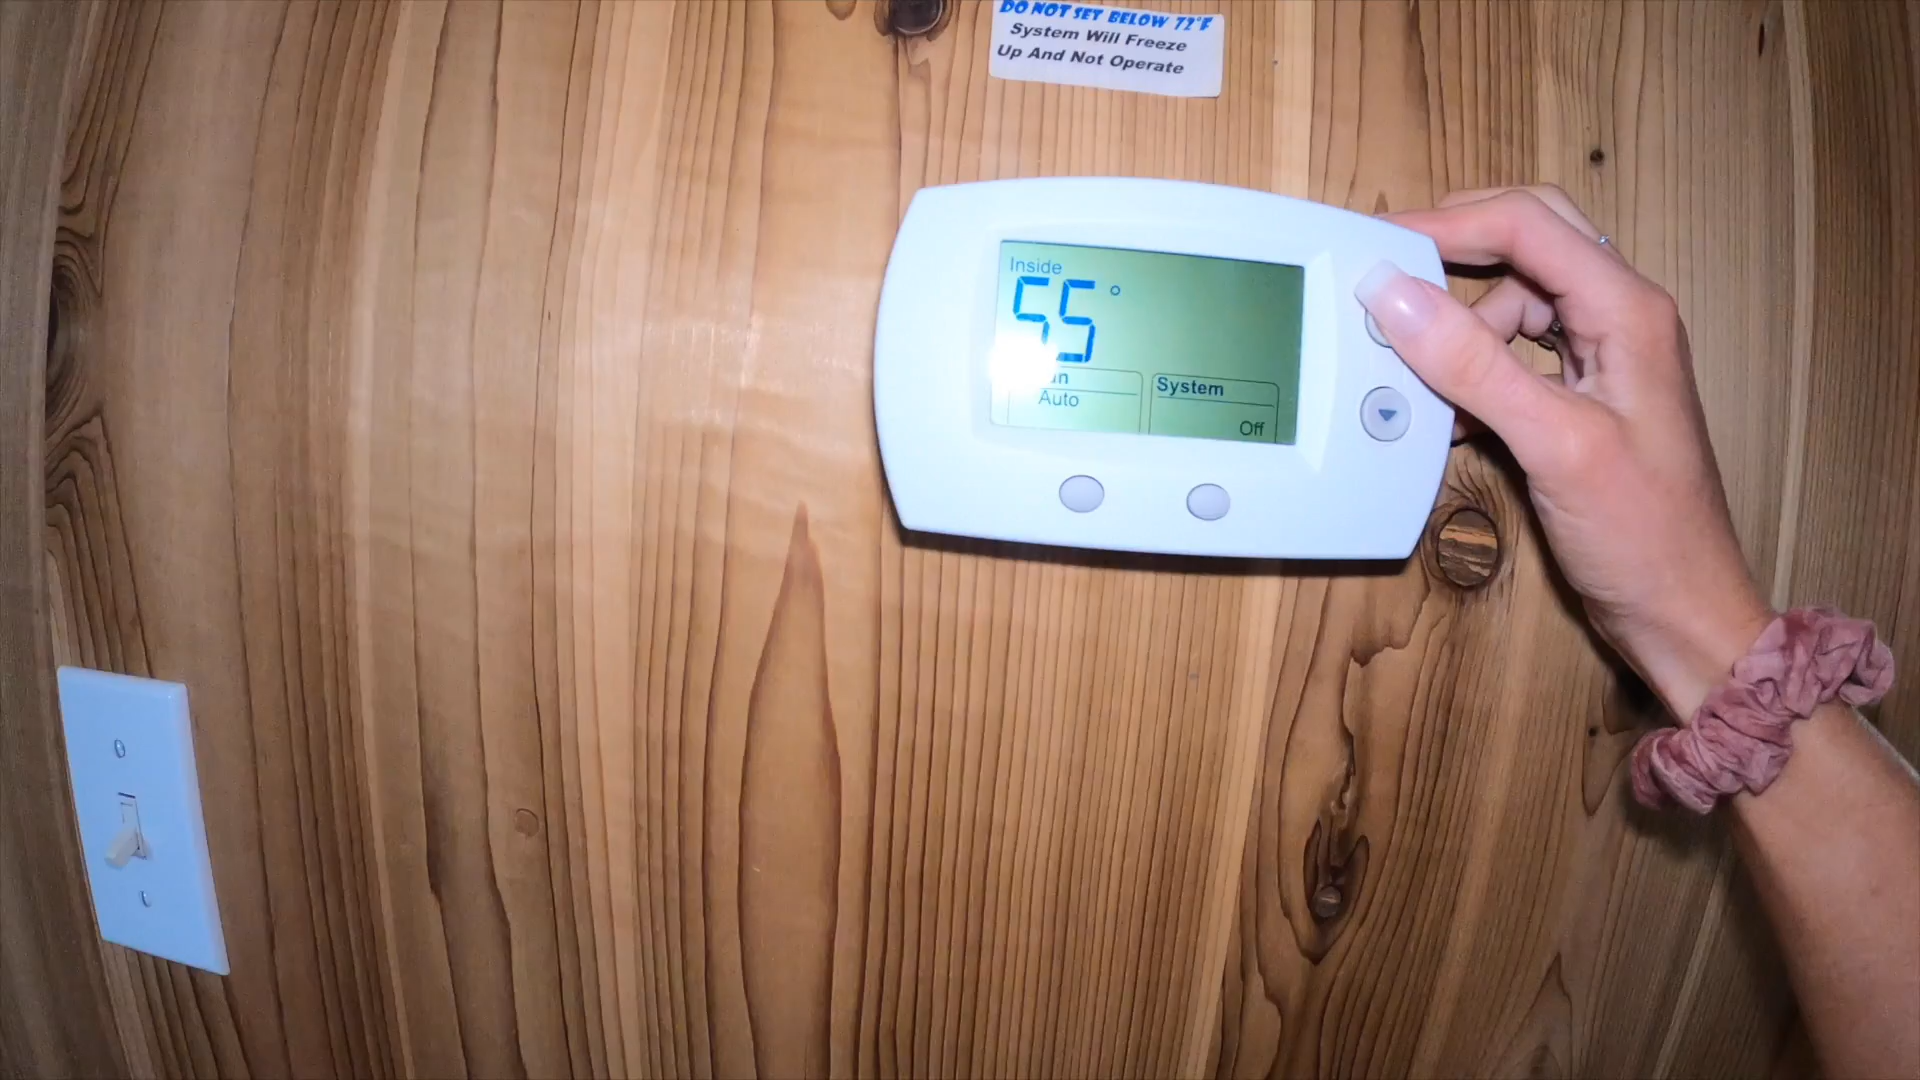 DO NOT SET BELOW 72°F
System Will Freeze
Up And Not Operate
Inside
55°
System
Auto
Off